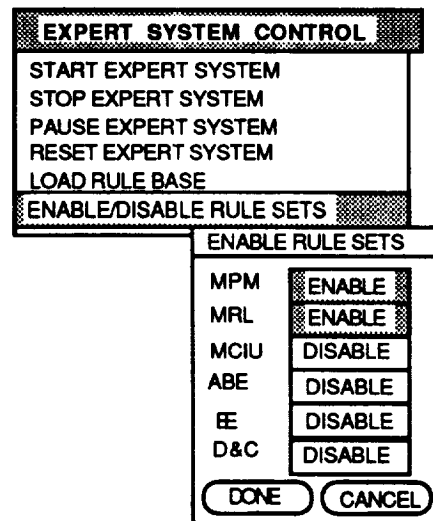 EXPERT SYSTEM CONTROL
START EXPERT SYSTEM
STOP EXPERT SYSTEM
PAUSE EXPERT SYSTEM
RESET EXPERT SYSTEM
LOAD RULE BASE
ENABLE/DISABLE RULE SETS
ENABLE RULE SETS
MPM ENABLE
MRL ENABLE
MCIU DISABLE
ABE DISABLE
EE DISABLE
D&C DISABLE
DONE CANCEL